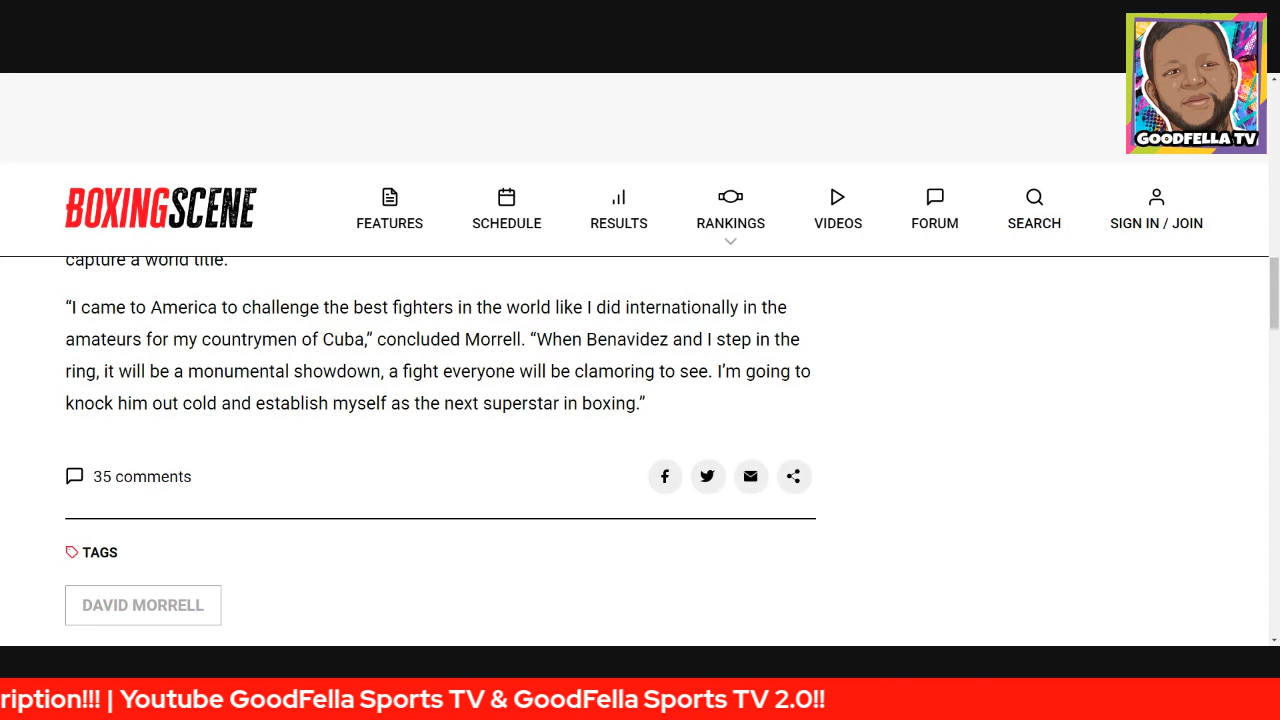 GOODFELLA TV
BOXINGSCENE
FEATURES
SCHEDULE
RESULTS
RANKINGS
VIDEOS
FORUM
SEARCH
SIGN IN / JOIN
capture a world title.
“I came to America to challenge the best fighters in the world like I did internationally in the
amateurs for my countrymen of Cuba,” concluded Morrell. “When Benavidez and I step in the
ring, it will be a monumental showdown, a fight everyone will be clamoring to see. I’m going to
knock him out cold and establish myself as the next superstar in boxing.”
35 comments
TAGS
DAVID MORRELL
ription!!! | Youtube GoodFella Sports TV & GoodFella Sports TV 2.0!!